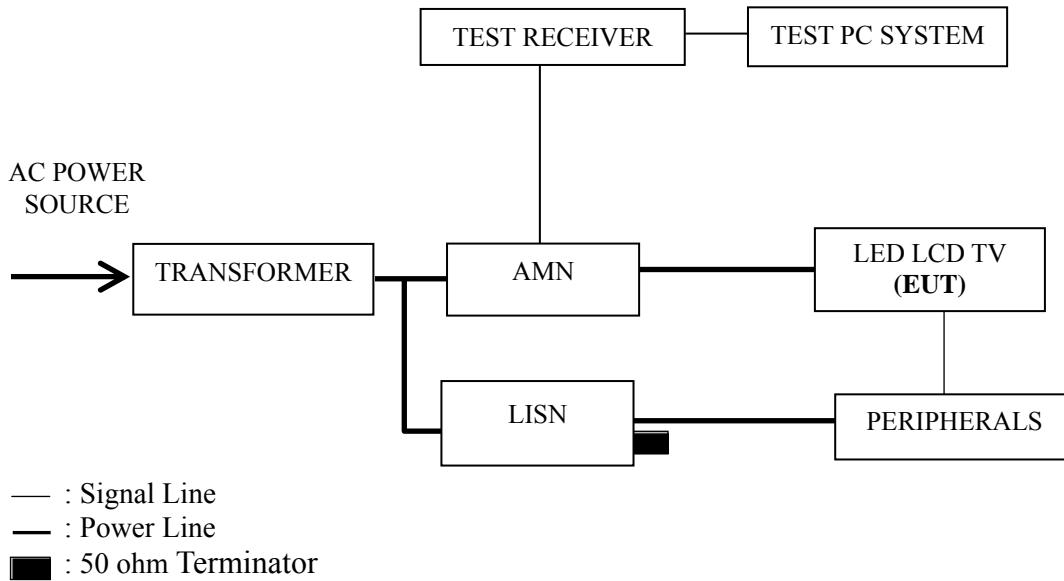 TEST RECEIVER
TEST PC SYSTEM
AC POWER
SOURCE
TRANSFORMER
AMN
LED LCD TV
(EUT)
LISN
PERIPHERALS
: Signal Line
: Power Line
: 50 ohm Terminator